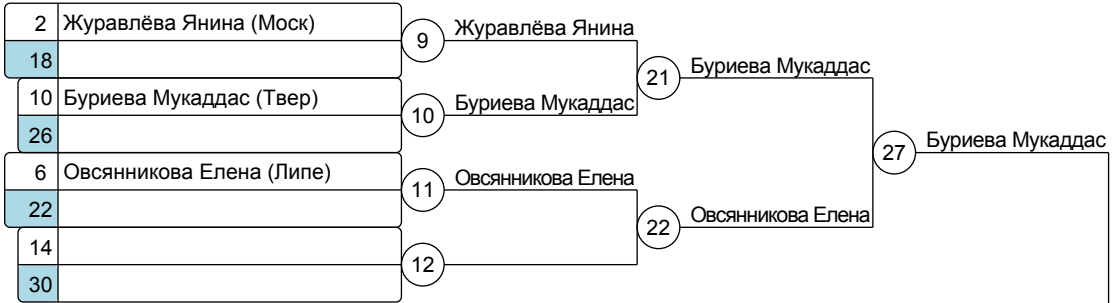 2 Журавлёва Янина (Моск)
18
10 Буриева Мукаддас (Твер)
26
6 Овсянникова Елена (Липе)
22
14
30
9 Журавлёва Янина
10 Буриева Мукаддас
11 Овсянникова Елена
12
21 Буриева Мукаддас
22 Овсянникова Елена
27 Буриева Мукаддас